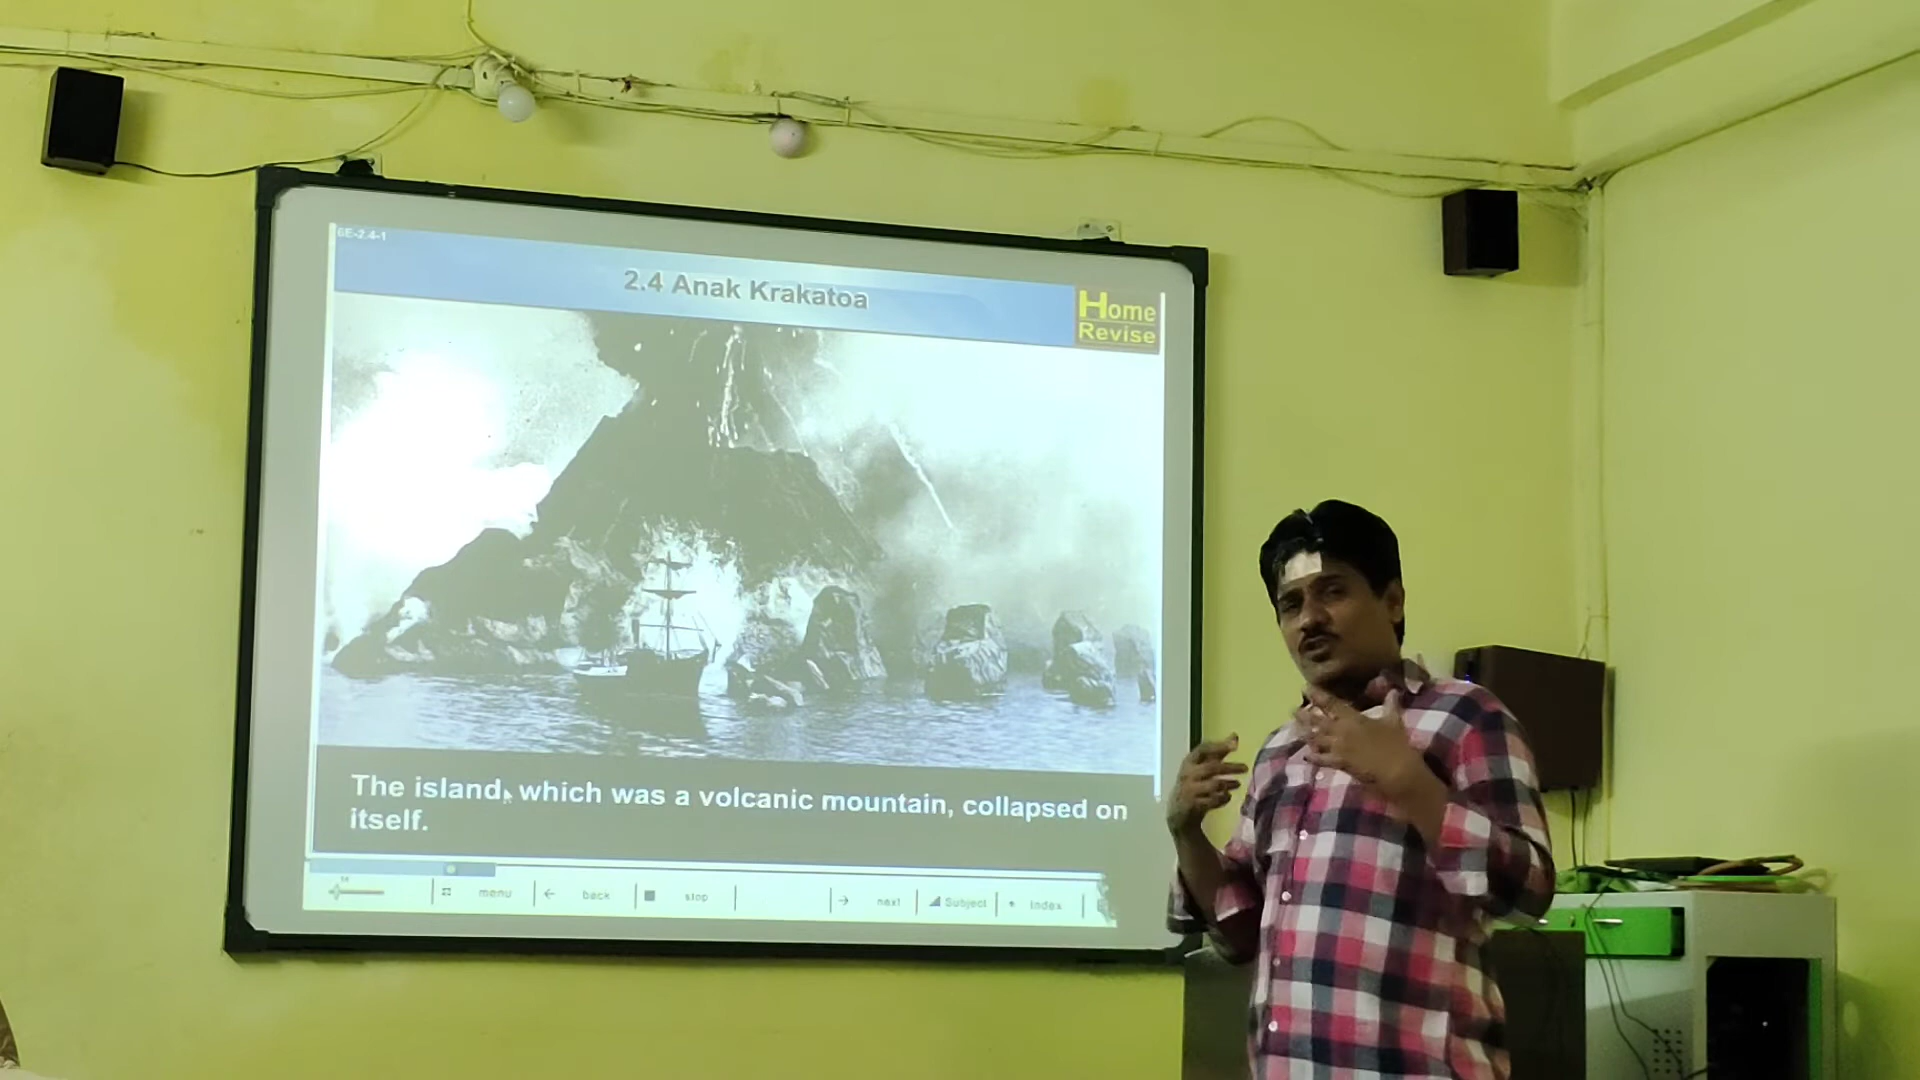 6E-2.4-1
2.4 Anak Krakatoa
Home
Revise
The island, which was a volcanic mountain, collapsed on
itself.
menu
back
stop
next
Subject
Index